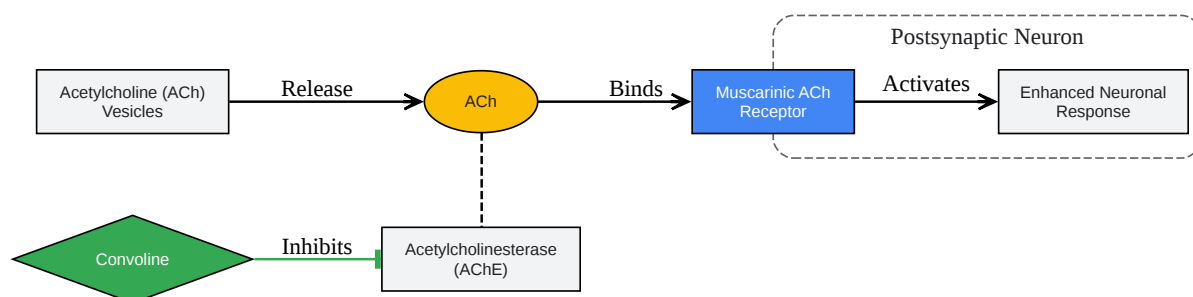 Postsynaptic Neuron
Acetylcholine (ACh)
Vesicles
Release
ACh
Binds
Muscarinic ACh
Receptor
Activates
Enhanced Neuronal
Response
Convoline
Inhibits
Acetylcholinesterase
(AChE)